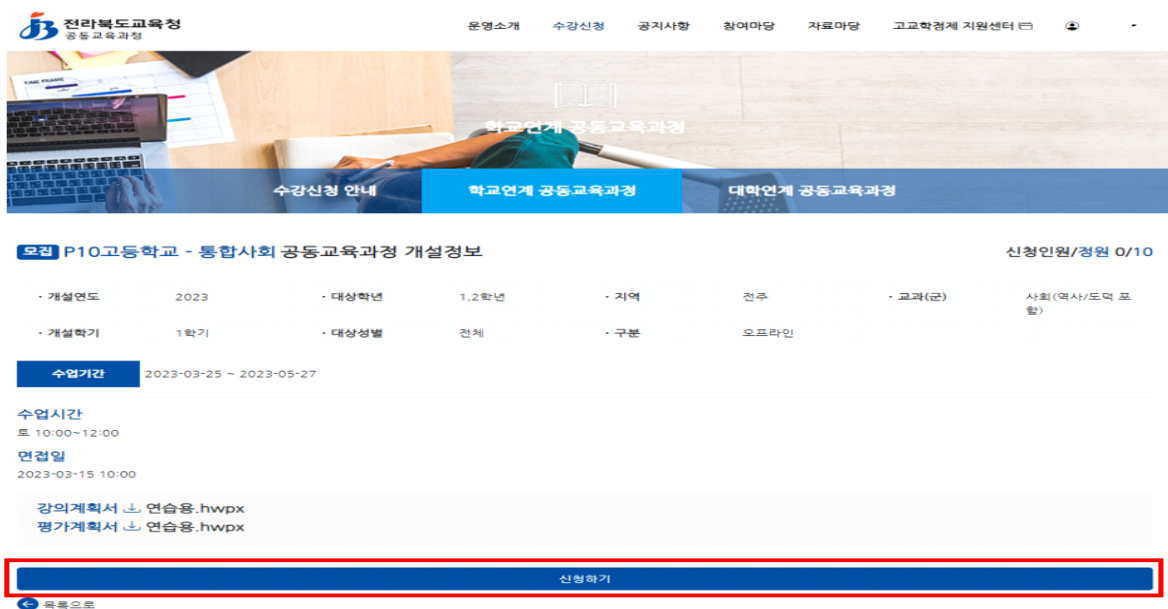 전라북도교육청
공동교육과정
운영소개 수강신청 공지사항 참여마당 자료마당 고교학점제 지원센터
TIME FRAME
학교연계 공동교육과정
수강신청 안내 학교연계 공동교육과정 대학연계 공동교육과정
모집 P10고등학교 - 통합사회 공동교육과정 개설정보 신청인원/정원 0/10
· 개설연도 2023 · 대상학년 1,2학년 · 지역 전주 · 교과(군) 사회(역사/도덕 포
함)
· 개설학기 1학기 · 대상성별 전체 · 구분 오프라인
수업기간 2023-03-25 ~ 2023-05-27
수업시간
토 10:00~12:00
면접일
2023-03-15 10:00
강의계획서 연습용.hwpx
평가계획서 연습용.hwpx
신청하기
목록으로